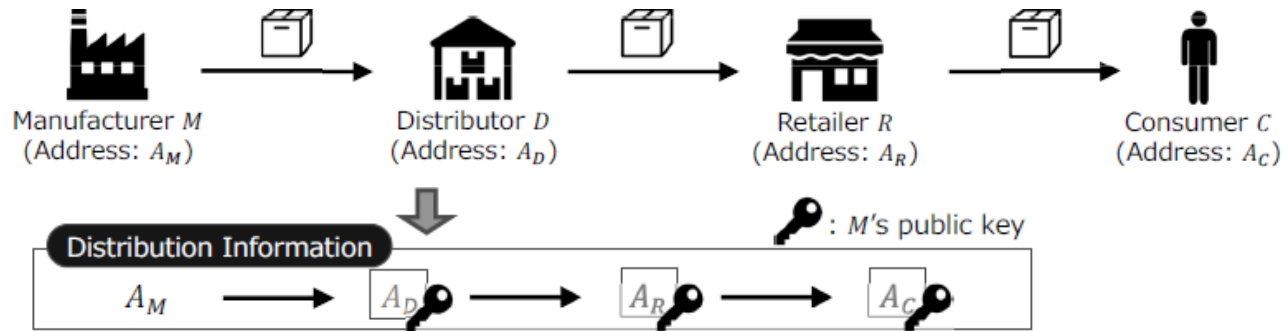 Manufacturer M
(Address: A_M)
Distributor D
(Address: A_D)
Retailer R
(Address: A_R)
Consumer C
(Address: A_C)
: M's public key
Distribution Information
A_M
A_D
A_R
A_C